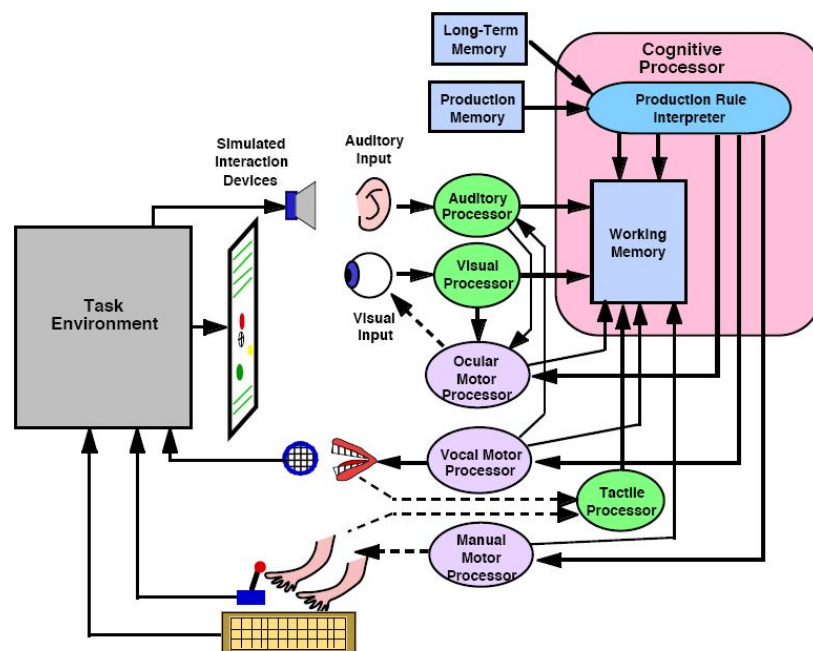 Long-Term
Memory
Cognitive
Processor
Production
Memory
Production Rule
Interpreter
Simulated
Interaction
Devices
Auditory
Input
Auditory
Processor
Working
Memory
Visual
Processor
Task
Environment
Visual
Input
Ocular
Motor
Processor
Vocal Motor
Processor
Tactile
Processor
Manual
Motor
Processor